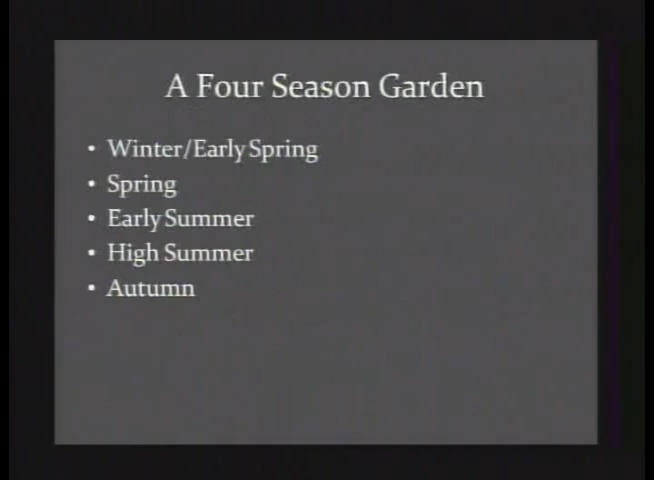 A Four Season Garden
• Winter/Early Spring
• Spring
• Early Summer
• High Summer
• Autumn